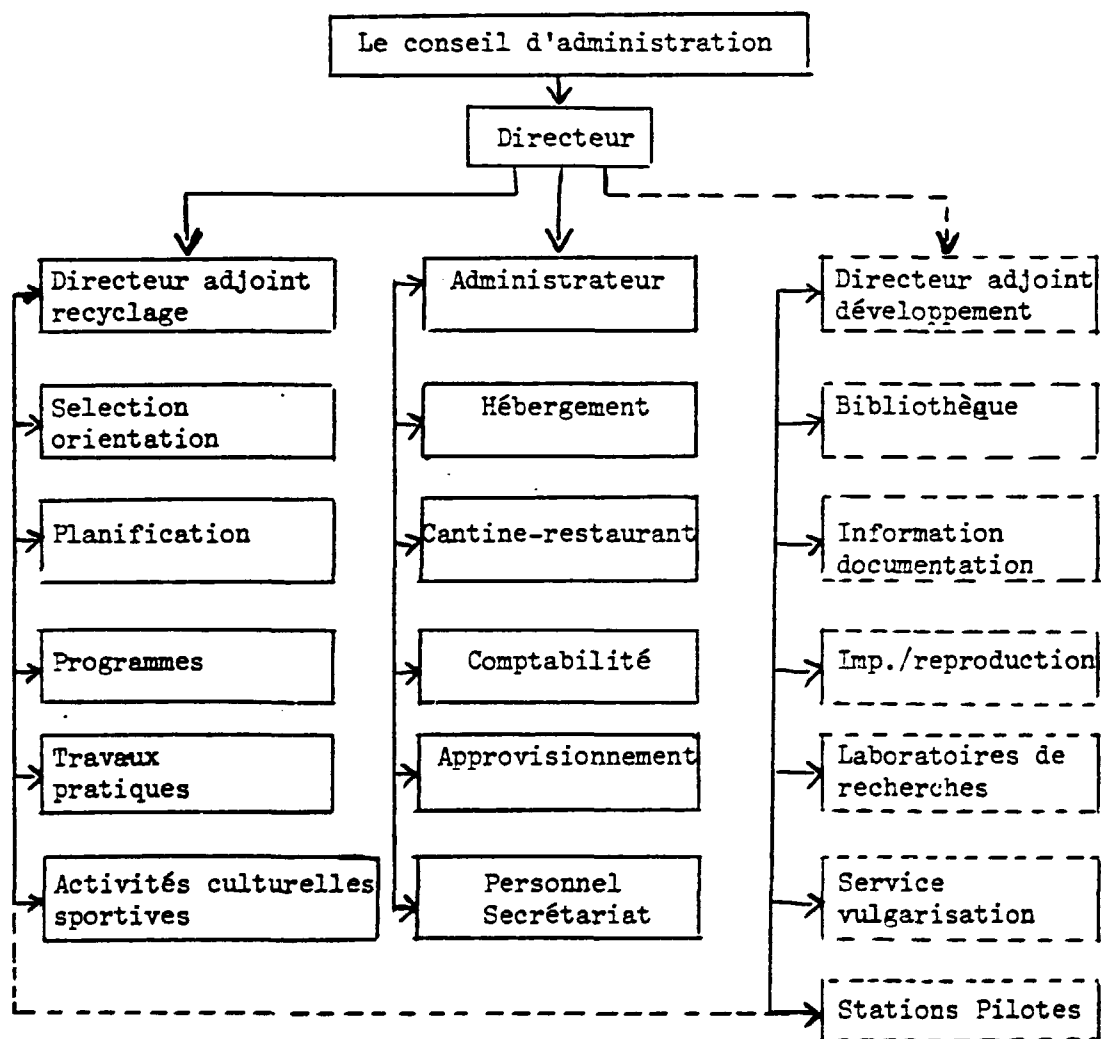 Le conseil d'administration
Directeur
Directeur adjoint
recyclage
Selection
orientation
Planification
Programmes
Travaux
pratiques
Activités culturelles
sportives
Administrateur
Hébergement
Cantine-restaurant
Comptabilité
Approvisionnement
Personnel
Secrétariat
Directeur adjoint
développement
Bibliothèque
Information
documentation
Imp./reproduction
Laboratoires de
recherches
Service
vulgarisation
Stations Pilotes